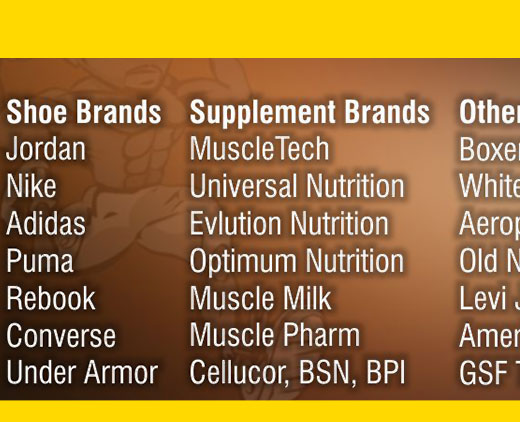 Shoe Brands
Jordan
Nike
Adidas
Puma
Rebook
Converse
Under Armor
Supplement Brands
MuscleTech
Universal Nutrition
Evlution Nutrition
Optimum Nutrition
Muscle Milk
Muscle Pharm
Cellucor, BSN, BPI
Other
Boxer
White
Aerop
Old N
Levi J
Amer
GSF T